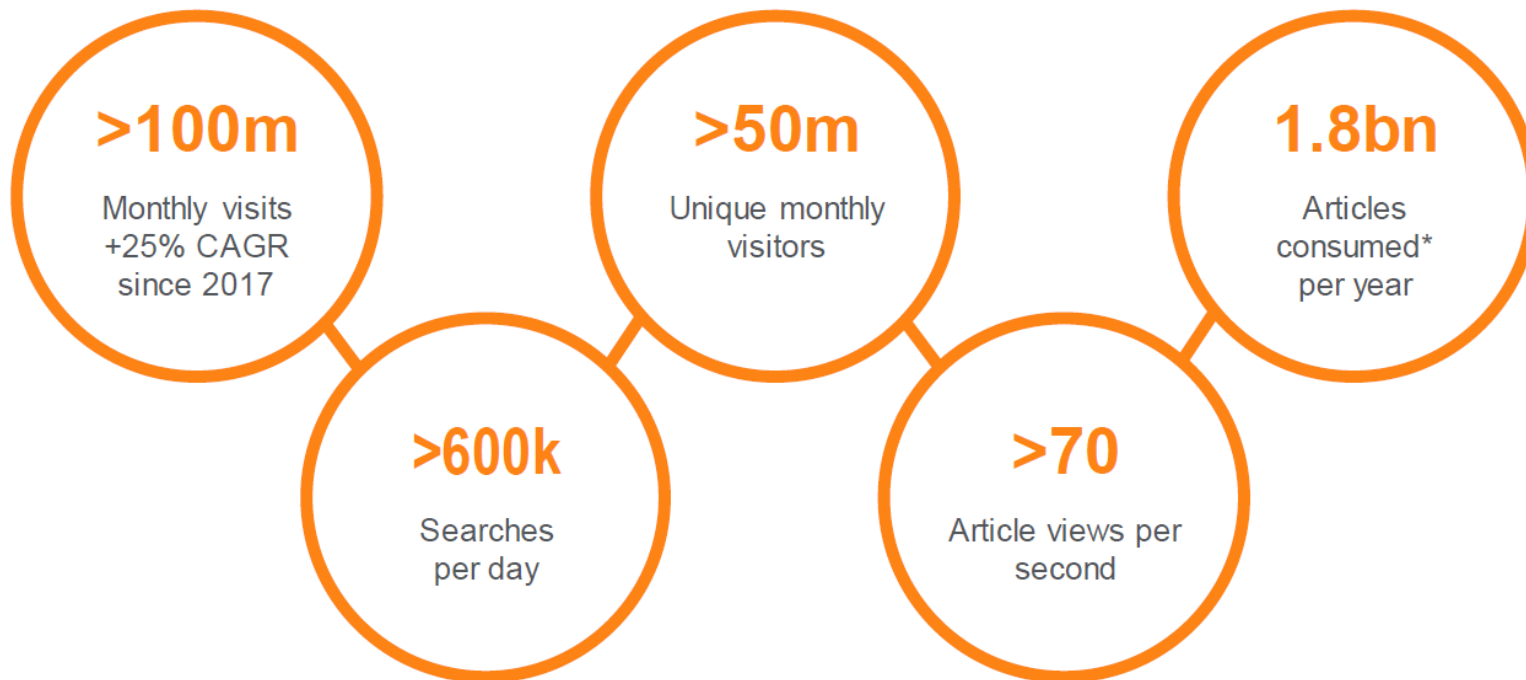 >100m
Monthly visits
+25% CAGR
since 2017
>600k
Searches
per day
>50m
Unique monthly
visitors
>70
Article views per
second
1.8bn
Articles
consumed*
per year